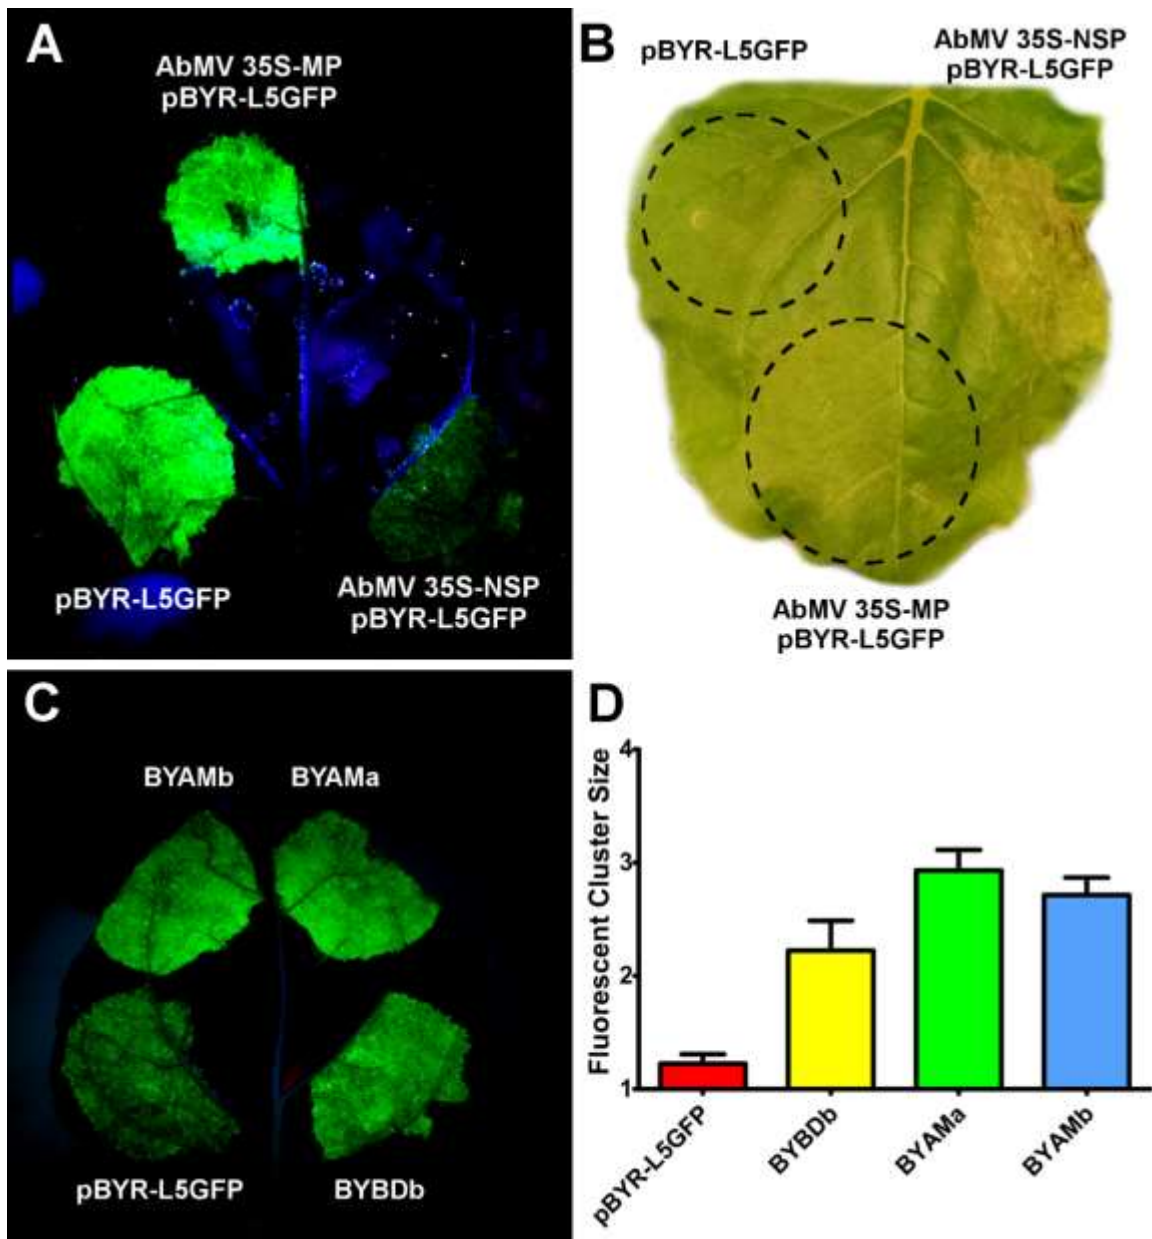 A
AbMV 35S-MP
pBYR-L5GFP
pBYR-L5GFP
AbMV 35S-NSP
pBYR-L5GFP
B
pBYR-L5GFP
AbMV 35S-NSP
pBYR-L5GFP
AbMV 35S-MP
pBYR-L5GFP
C
BYAMb
BYAMa
pBYR-L5GFP
BYBDb
D
Fluorescent Cluster Size
4
3
2
1
pBYR-L5GFP
BYBDb
BYAMa
BYAMb